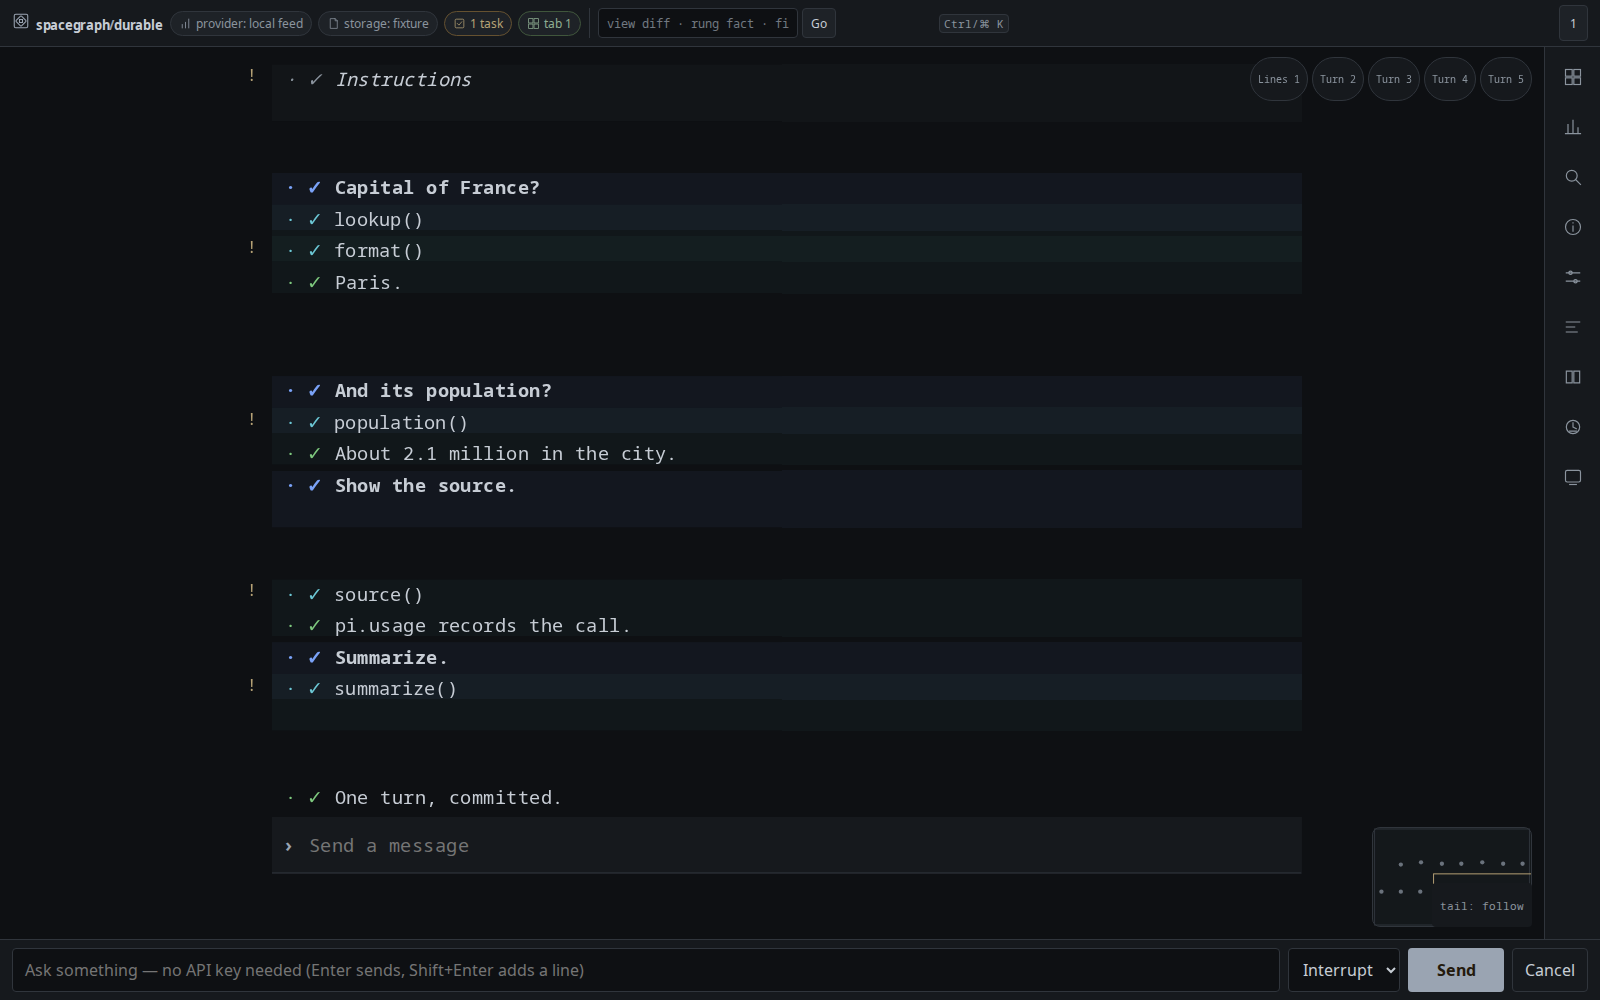 spacegraph/durable provider: local feed storage: fixture 1 task tab 1 view diff · rung fact · fi Go Ctrl/⌘ K 1
! · ✓ Instructions
Lines 1 Turn 2 Turn 3 Turn 4 Turn 5
· ✓ Capital of France?
· ✓ lookup()
! · ✓ format()
· ✓ Paris.
· ✓ And its population?
! · ✓ population()
· ✓ About 2.1 million in the city.
· ✓ Show the source.
! · ✓ source()
· ✓ pi.usage records the call.
· ✓ Summarize.
! · ✓ summarize()
· ✓ One turn, committed.
› Send a message
tail: follow
Ask something — no API key needed (Enter sends, Shift+Enter adds a line) Interrupt Send Cancel